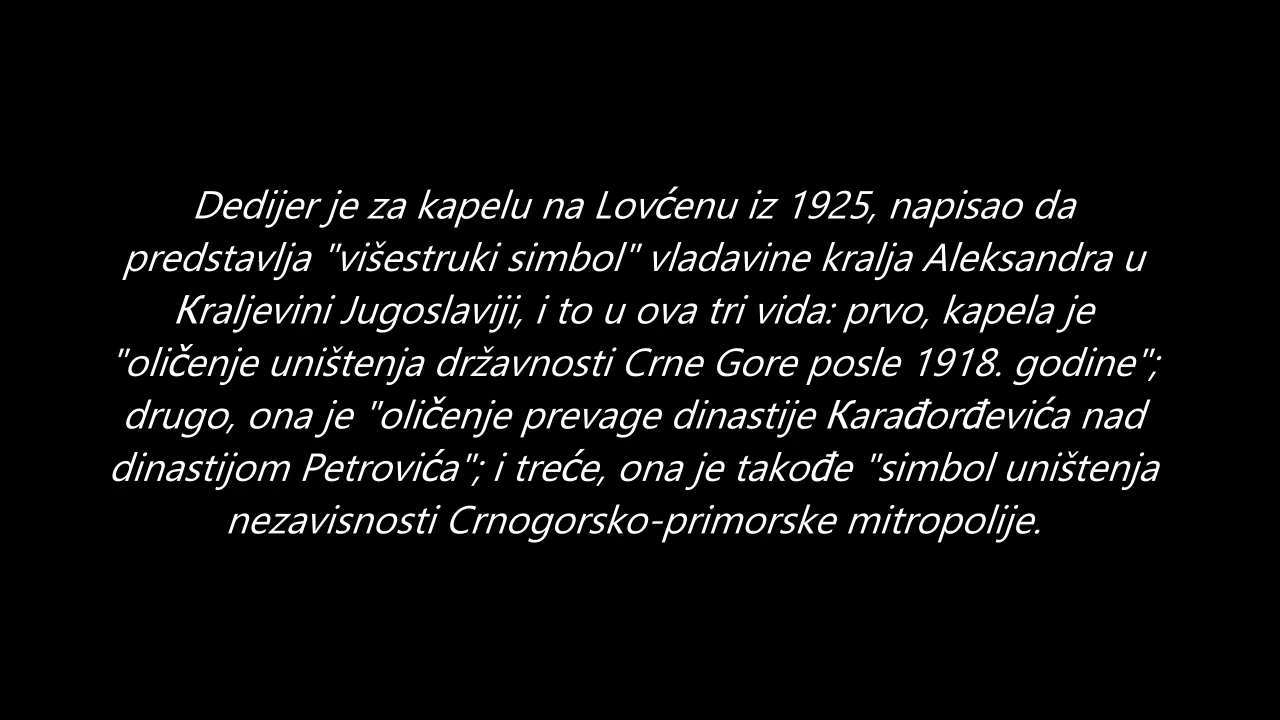 Dedijer je za kapelu na Lovćenu iz 1925, napisao da
predstavlja "višestruki simbol" vladavine kralja Aleksandra u
Kraljevini Jugoslaviji, i to u ova tri vida: prvo, kapela je
"oličenje uništenja državnosti Crne Gore posle 1918. godine";
drugo, ona je "oličenje prevage dinastije Karađorđevića nad
dinastijom Petrovića"; i treće, ona je takođe "simbol uništenja
nezavisnosti Crnogorsko-primorske mitropolije.